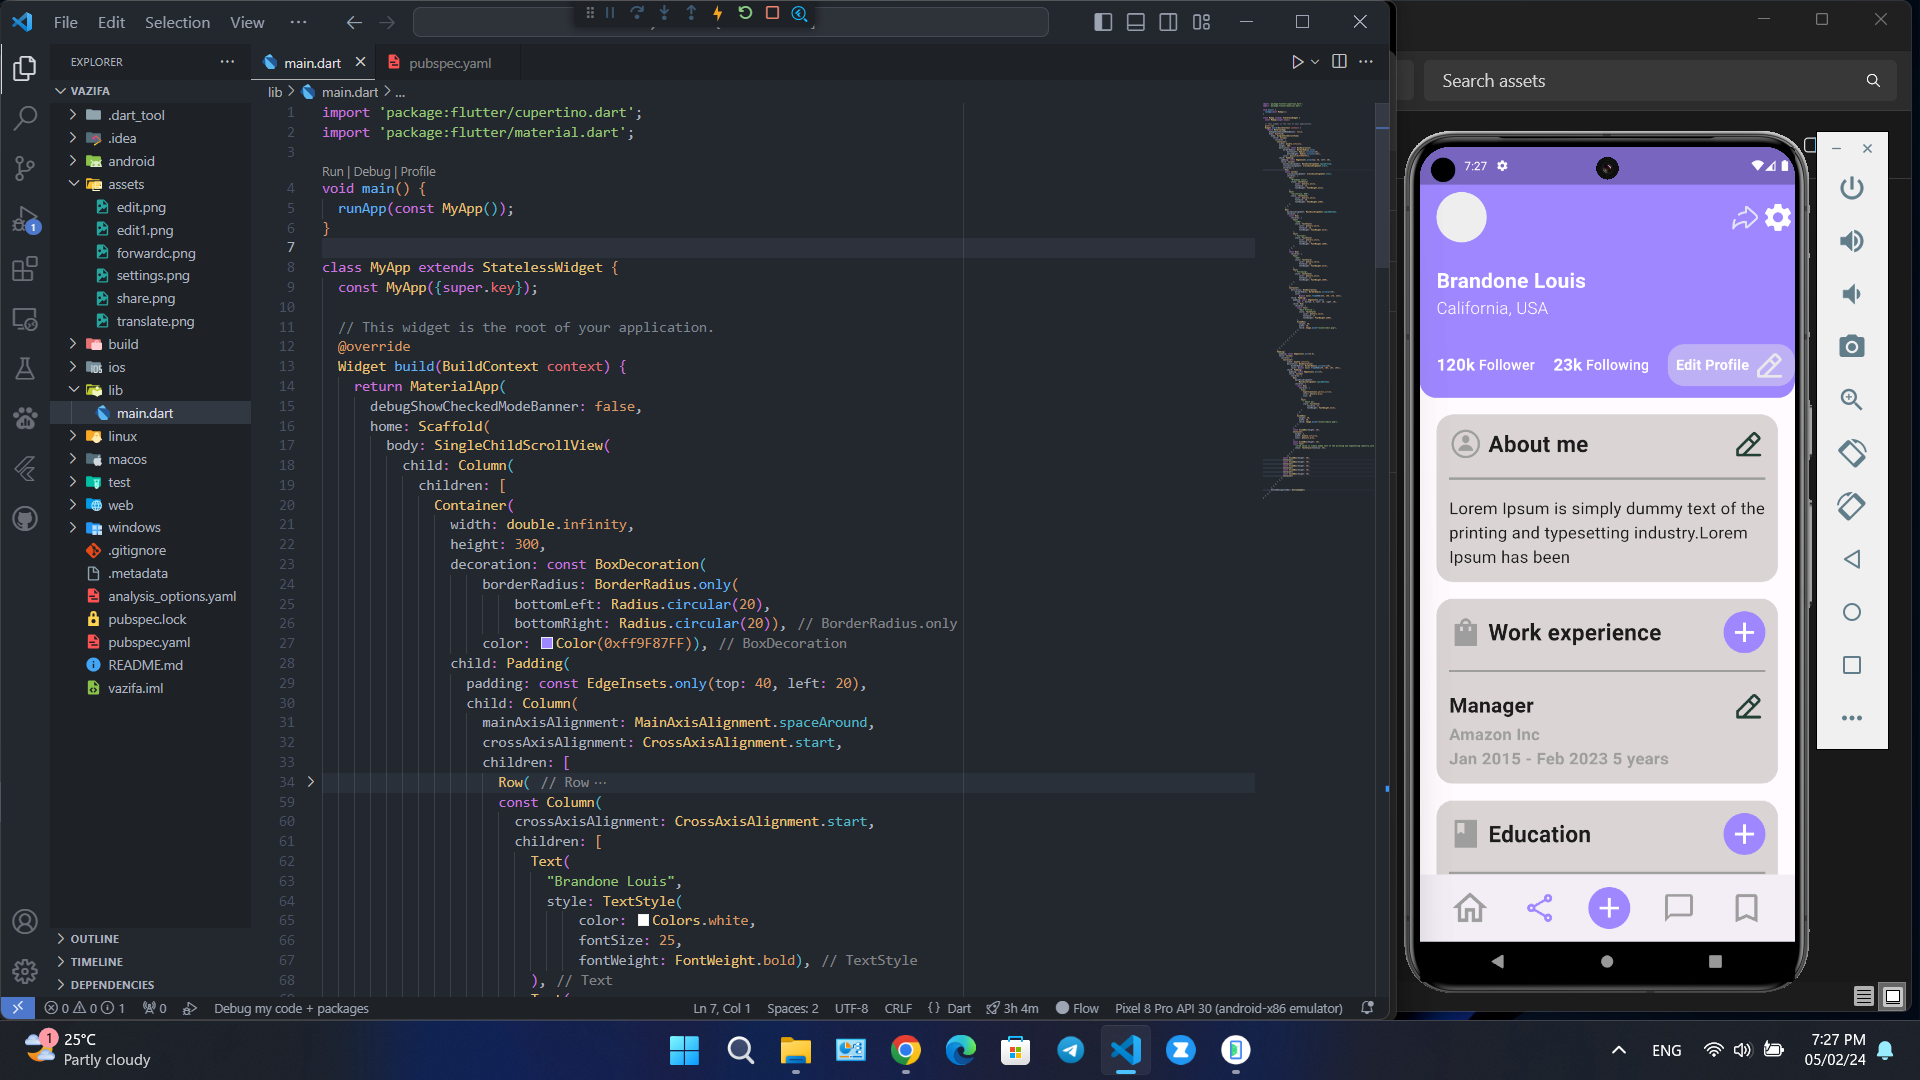 File Edit Selection View ···
EXPLORER
VAZIFA
.dart_tool
.idea
android
assets
edit.png
edit1.png
forwardc.png
settings.png
share.png
translate.png
build
ios
lib
main.dart
linux
macos
test
web
windows
.gitignore
.metadata
analysis_options.yaml
pubspec.lock
pubspec.yaml
README.md
vazifa.iml
OUTLINE
TIMELINE
DEPENDENCIES
1
main.dart
pubspec.yaml
lib > main.dart > ...
1 import 'package:flutter/cupertino.dart';
2 import 'package:flutter/material.dart';
3
Run | Debug | Profile
4 void main() {
5 runApp(const MyApp());
6 }
7
8 class MyApp extends StatelessWidget {
9 const MyApp({super.key});
10
11 // This widget is the root of your application.
12 @override
13 Widget build(BuildContext context) {
14 return MaterialApp(
15 debugShowCheckedModeBanner: false,
16 home: Scaffold(
17 body: SingleChildScrollView(
18 child: Column(
19 children: [
20 Container(
21 width: double.infinity,
22 height: 300,
23 decoration: const BoxDecoration(
24 borderRadius: BorderRadius.only(
25 bottomLeft: Radius.circular(20),
26 bottomRight: Radius.circular(20)), // BorderRadius.only
27 color: Color(0xff9F87FF)), // BoxDecoration
28 child: Padding(
29 padding: const EdgeInsets.only(top: 40, left: 20),
30 child: Column(
31 mainAxisAlignment: MainAxisAlignment.spaceAround,
32 crossAxisAlignment: CrossAxisAlignment.start,
33 children: [
34 Row( // Row ···
59 const Column(
60 crossAxisAlignment: CrossAxisAlignment.start,
61 children: [
62 Text(
63 "Brandone Louis",
64 style: TextStyle(
65 color: Colors.white,
66 fontSize: 25,
67 fontWeight: FontWeight.bold), // TextStyle
68 ), // Text
0 0 1 0 Debug my code + packages Ln 7, Col 1 Spaces: 2 UTF-8 CRLF {} Dart 3h 4m Flow Pixel 8 Pro API 30 (android-x86 emulator)
Search assets
7:27
Brandone Louis
California, USA
120k Follower 23k Following Edit Profile
About me
Lorem Ipsum is simply dummy text of the
printing and typesetting industry.Lorem
Ipsum has been
Work experience
Manager
Amazon Inc
Jan 2015 - Feb 2023 5 years
Education
1
25°C
Partly cloudy
ENG
7:27 PM
05/02/24